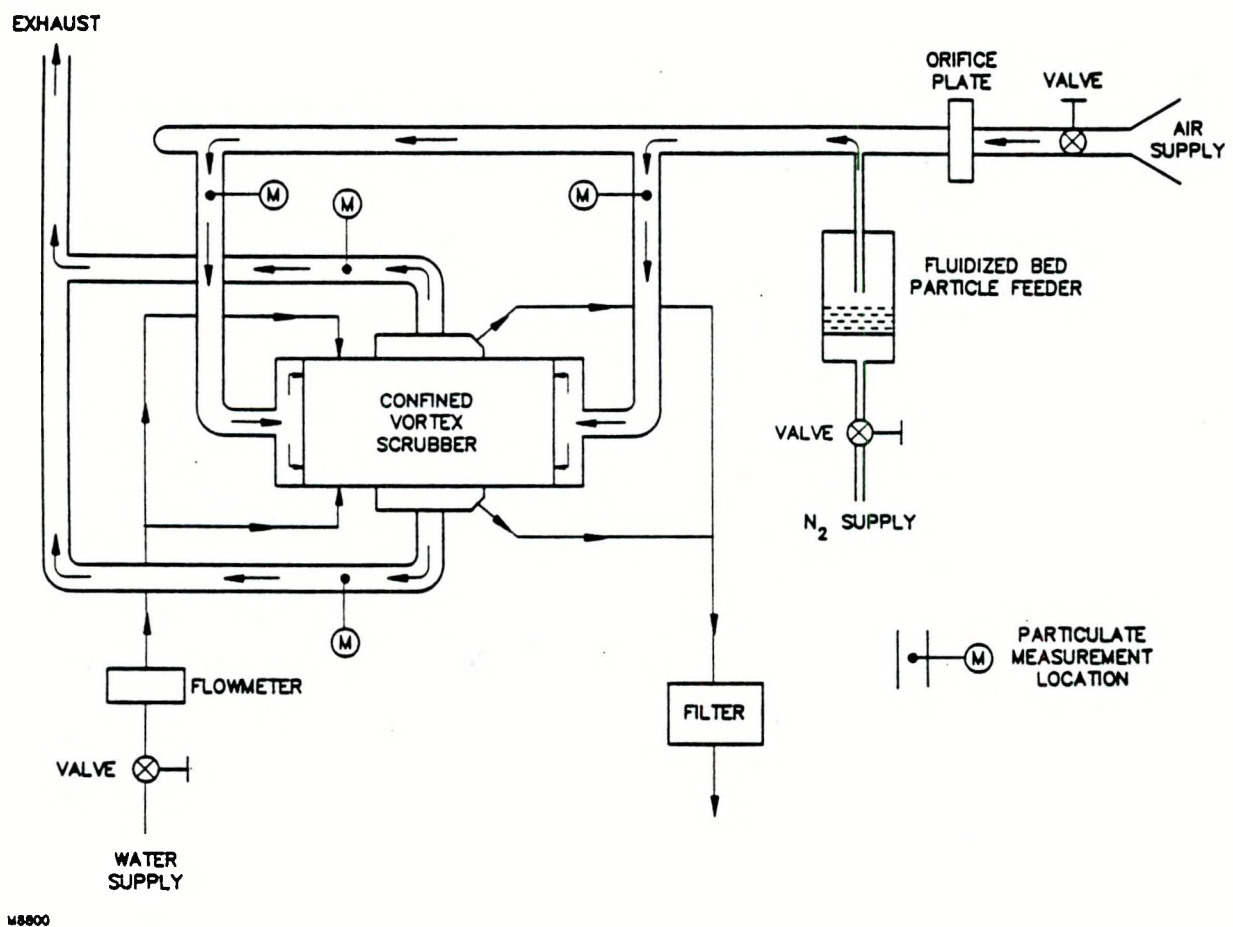 EXHAUST
ORIFICE
PLATE
VALVE
AIR
SUPPLY
M
M
M
FLUIDIZED BED
PARTICLE FEEDER
CONFINED
VORTEX
SCRUBBER
VALVE
N2 SUPPLY
M
PARTICULATE
MEASUREMENT
LOCATION
M
FLOWMETER
FILTER
VALVE
WATER
SUPPLY
M8800